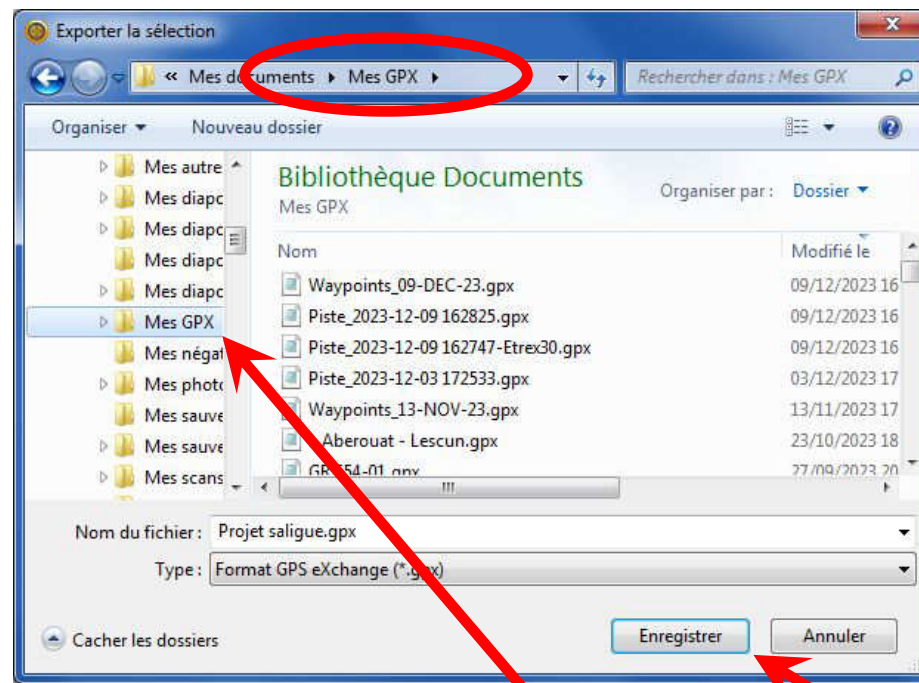 Exporter la sélection
« Mes documents ▸ Mes GPX ▸
Rechercher dans : Mes GPX
Organiser ▾ Nouveau dossier
Mes autre
Mes diapo
Mes diapo
Mes diapo
Mes diapo
Mes GPX
Mes négat
Mes photo
Mes sauve
Mes sauve
Mes scans
Bibliothèque Documents
Mes GPX
Organiser par : Dossier ▾
Nom Modifié le
Waypoints_09-DEC-23.gpx 09/12/2023 16
Piste_2023-12-09 162825.gpx 09/12/2023 16
Piste_2023-12-09 162747-Etrex30.gpx 09/12/2023 16
Piste_2023-12-03 172533.gpx 03/12/2023 17
Waypoints_13-NOV-23.gpx 13/11/2023 17
Aberouat - Lescun.gpx 23/10/2023 18
27/09/2023 20
Nom du fichier : Projet saligue.gpx
Type : Format GPS eXchange (*.gpx)
Cacher les dossiers
Enregistrer
Annuler